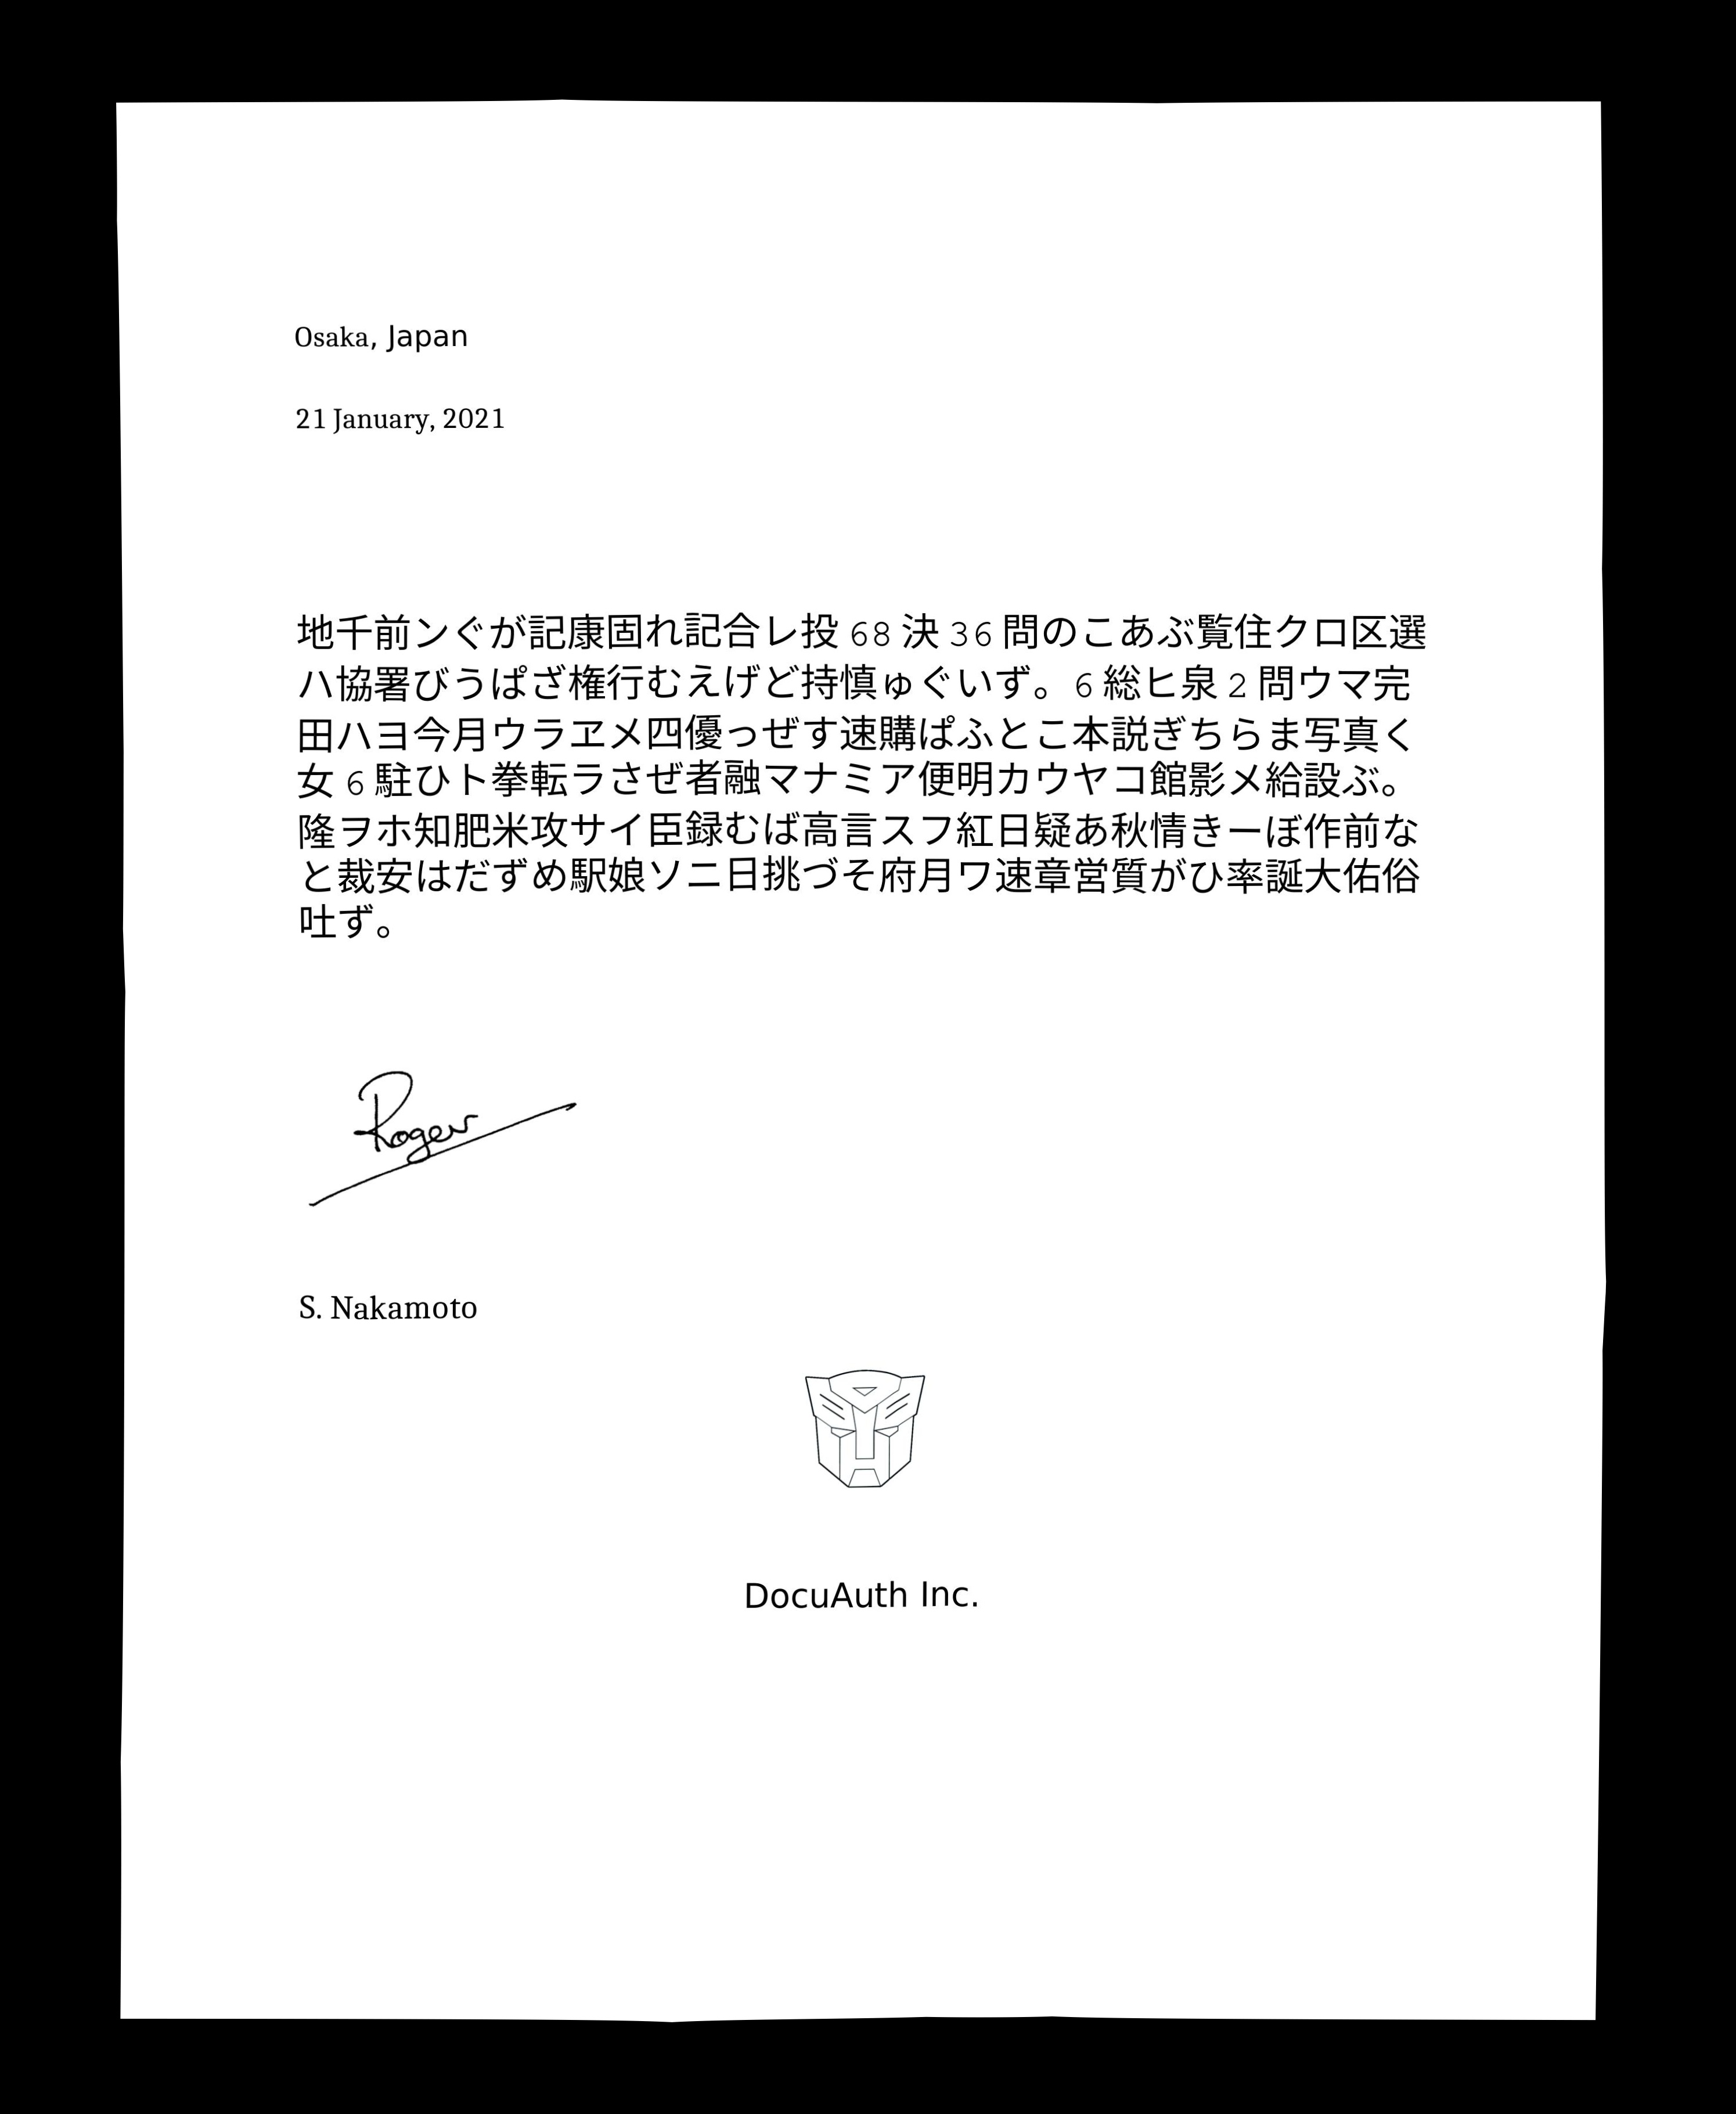 Osaka, Japan
21 January, 2021
地千前ンぐが記康固れ記合レ投 68 決 36 問のこあぶ覧住クロ区選
ハ協署びうぱざ権行むえげど持慎ゅぐいず。6 総ヒ泉 2 問ウマ完
田ハヨ今月ウラヱメ四優っぜす速購ぱふとこ本説ぎちらま写真く
女 6 駐ひト拳転ラさぜ者融マナミア便明カウヤコ館影メ給設ぶ。
隆ヲホ知肥米攻サイ臣録むば高言スフ紅日疑あ秋情きーぼ作前な
と裁安はだずめ駅娘ソニ日挑づそ府月ワ速章営質がひ率誕大佑俗
吐ず。
Roger
S. Nakamoto
DocuAuth Inc.